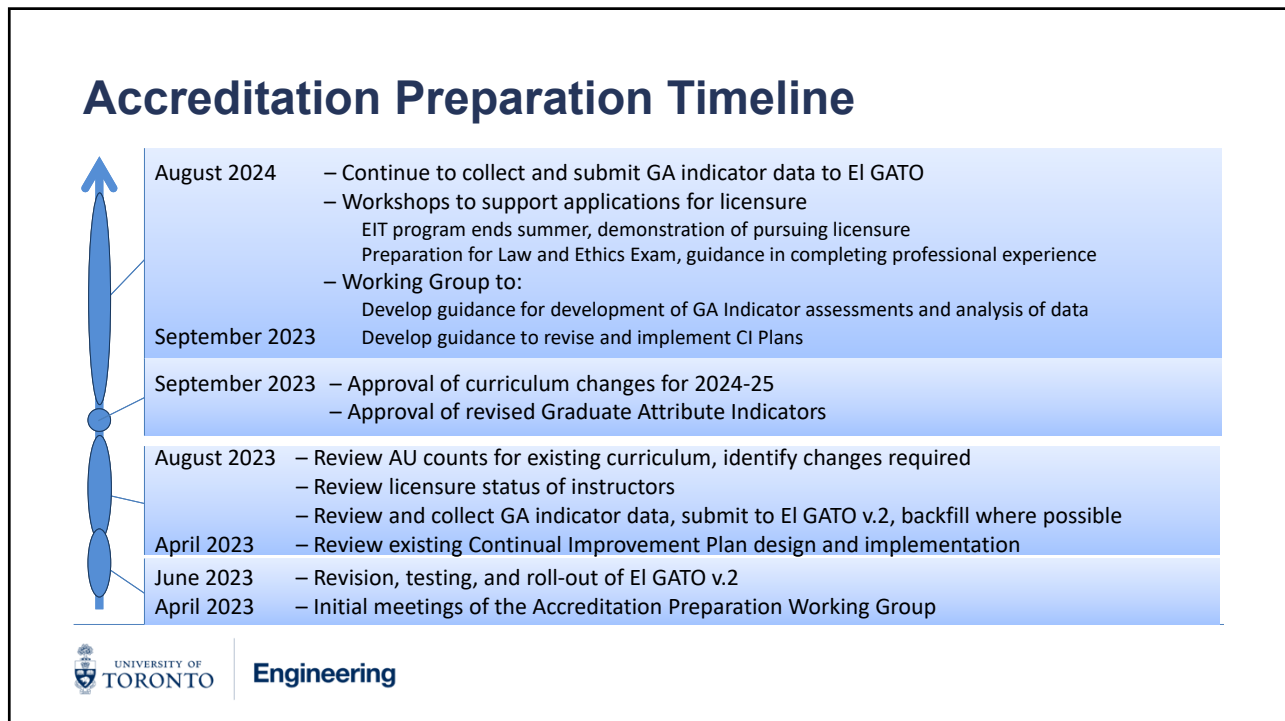 Accreditation Preparation Timeline
August 2024 – Continue to collect and submit GA indicator data to El GATO
– Workshops to support applications for licensure
EIT program ends summer, demonstration of pursuing licensure
Preparation for Law and Ethics Exam, guidance in completing professional experience
– Working Group to:
Develop guidance for development of GA Indicator assessments and analysis of data
September 2023 Develop guidance to revise and implement CI Plans
September 2023 – Approval of curriculum changes for 2024-25
– Approval of revised Graduate Attribute Indicators
August 2023 – Review AU counts for existing curriculum, identify changes required
– Review licensure status of instructors
– Review and collect GA indicator data, submit to El GATO v.2, backfill where possible
April 2023 – Review existing Continual Improvement Plan design and implementation
June 2023 – Revision, testing, and roll-out of El GATO v.2
April 2023 – Initial meetings of the Accreditation Preparation Working Group
UNIVERSITY OF
TORONTO
Engineering